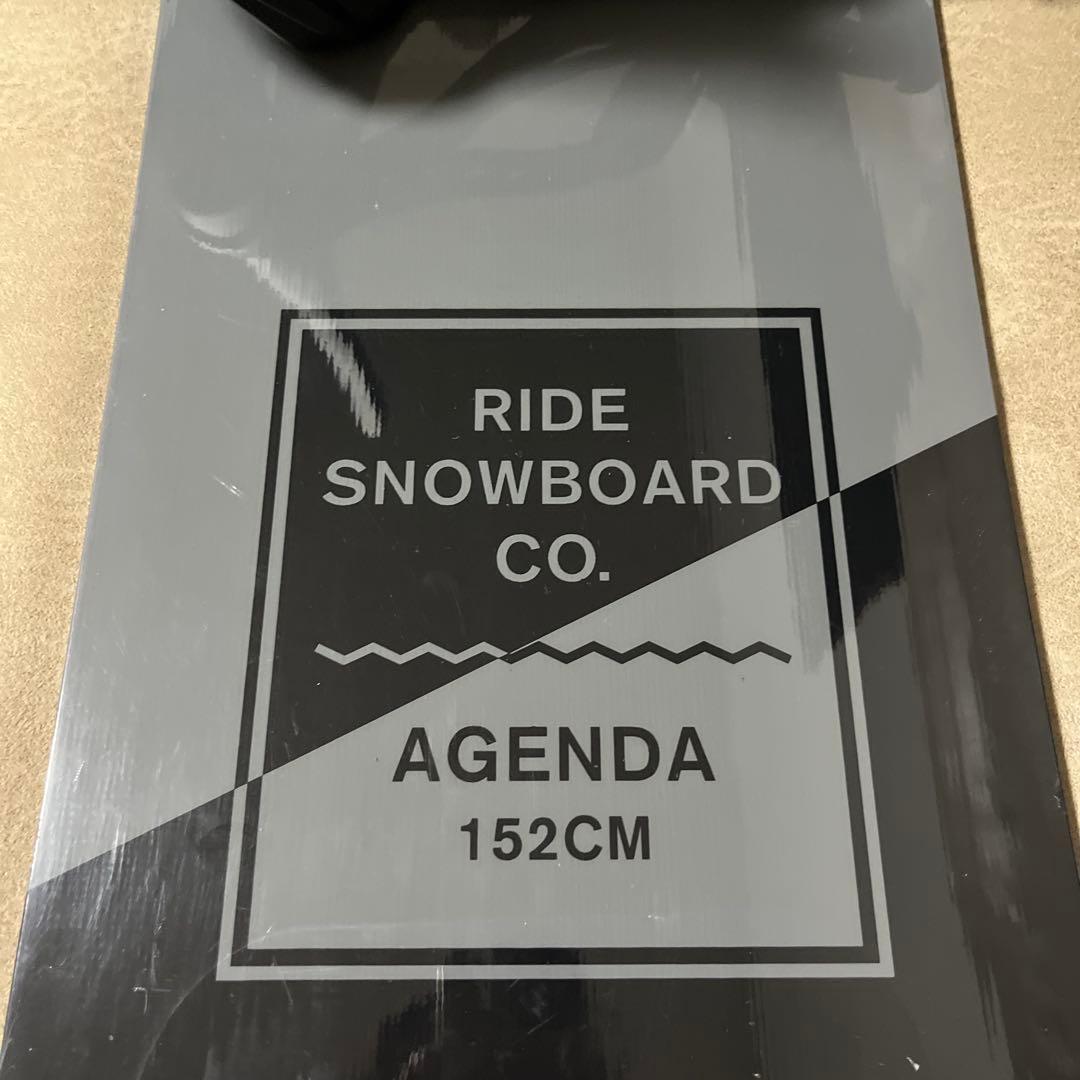 RIDE
SNOWBOARD
CO.
AGENDA
152CM